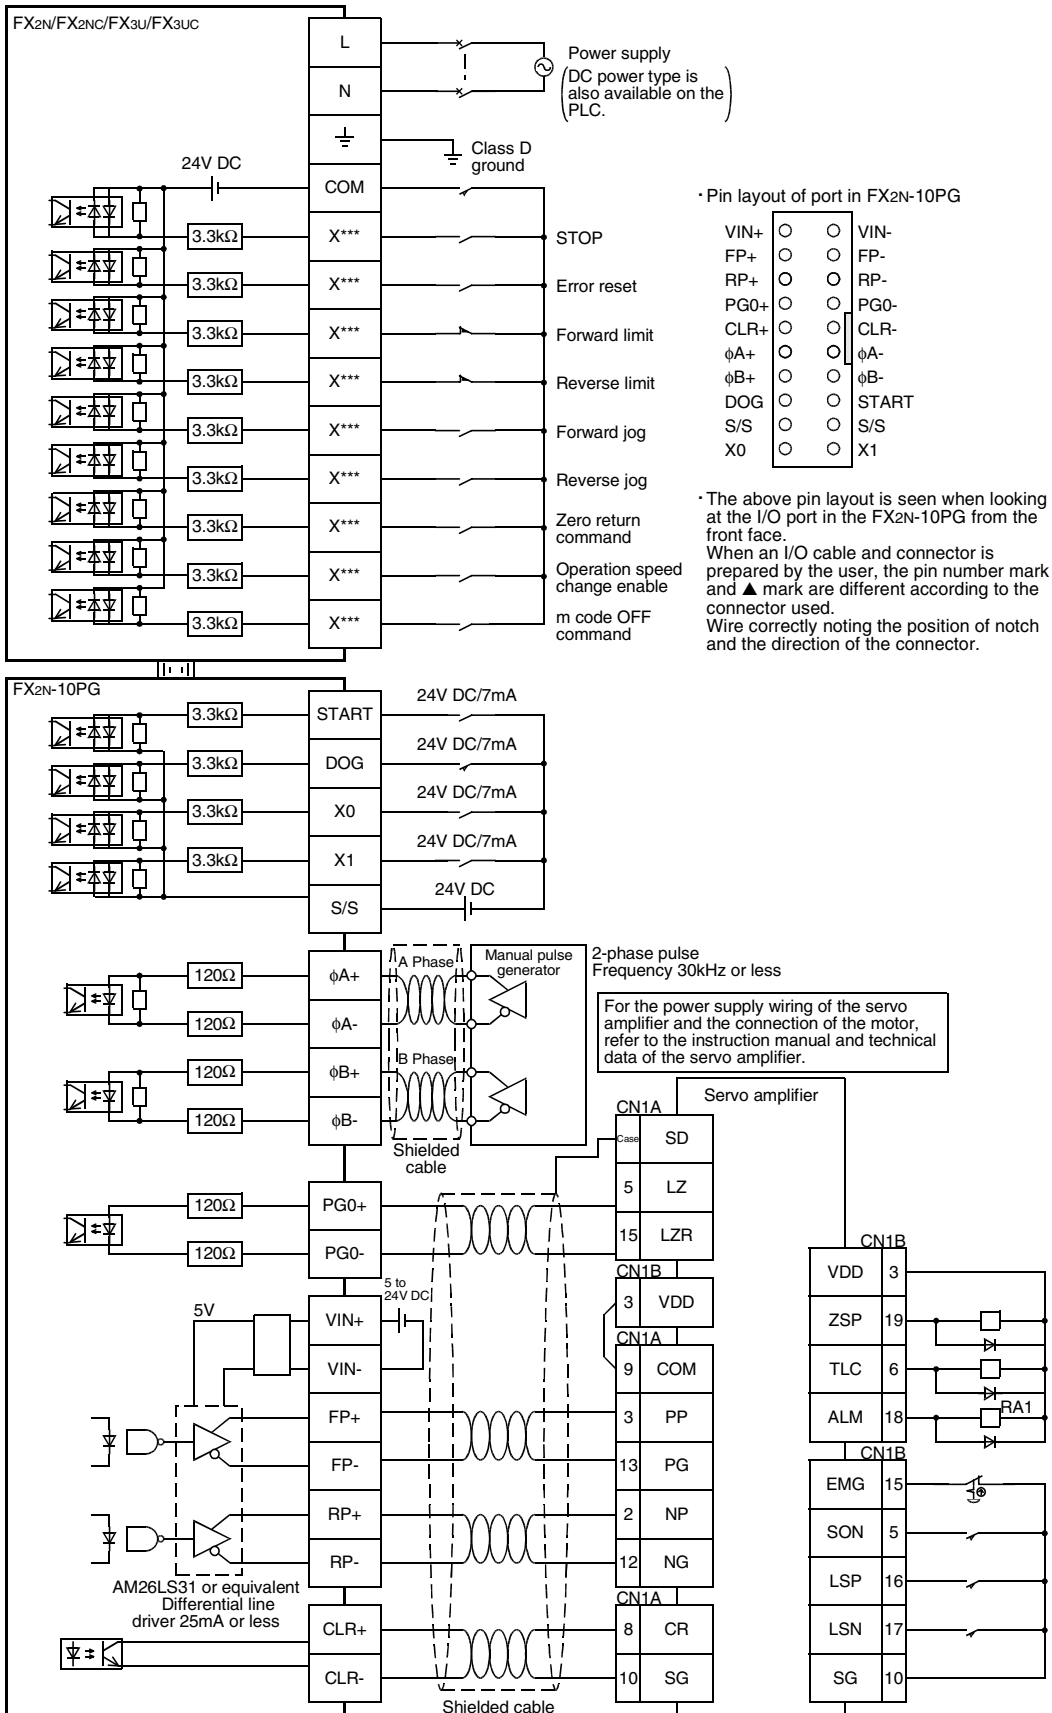 FX2N/FX2NC/FX3U/FX3UC
L
N
Power supply
(DC power type is
also available on the
PLC.)
Class D
ground
24V DC
COM
3.3kΩ X*** STOP
3.3kΩ X*** Error reset
3.3kΩ X*** Forward limit
3.3kΩ X*** Reverse limit
3.3kΩ X*** Forward jog
3.3kΩ X*** Reverse jog
3.3kΩ X*** Zero return
command
3.3kΩ X*** Operation speed
change enable
3.3kΩ X*** m code OFF
command
・Pin layout of port in FX2N-10PG
VIN+ VIN-
FP+ FP-
RP+ RP-
PG0+ PG0-
CLR+ CLR-
ϕA+ ϕA-
ϕB+ ϕB-
DOG START
S/S S/S
X0 X1
・The above pin layout is seen when looking
at the I/O port in the FX2N-10PG from the
front face.
When an I/O cable and connector is
prepared by the user, the pin number mark
and ▲ mark are different according to the
connector used.
Wire correctly noting the position of notch
and the direction of the connector.
FX2N-10PG
3.3kΩ START 24V DC/7mA
3.3kΩ DOG 24V DC/7mA
3.3kΩ X0 24V DC/7mA
3.3kΩ X1 24V DC/7mA
S/S 24V DC
120Ω ϕA+ A Phase
120Ω ϕA-
120Ω ϕB+ B Phase
120Ω ϕB-
Manual pulse
generator
2-phase pulse
Frequency 30kHz or less
Shielded
cable
For the power supply wiring of the servo
amplifier and the connection of the motor,
refer to the instruction manual and technical
data of the servo amplifier.
Servo amplifier
120Ω PG0+
120Ω PG0-
5V
VIN+
VIN-
5 to
24V DC
FP+
FP-
RP+
RP-
AM26LS31 or equivalent
Differential line
driver 25mA or less
CLR+
CLR-
Shielded cable
CN1A
Case SD
5 LZ
15 LZR
CN1B
3 VDD
CN1A
9 COM
3 PP
13 PG
2 NP
12 NG
CN1A
8 CR
10 SG
CN1B
VDD 3
ZSP 19
TLC 6
ALM 18 RA1
CN1B
EMG 15
SON 5
LSP 16
LSN 17
SG 10